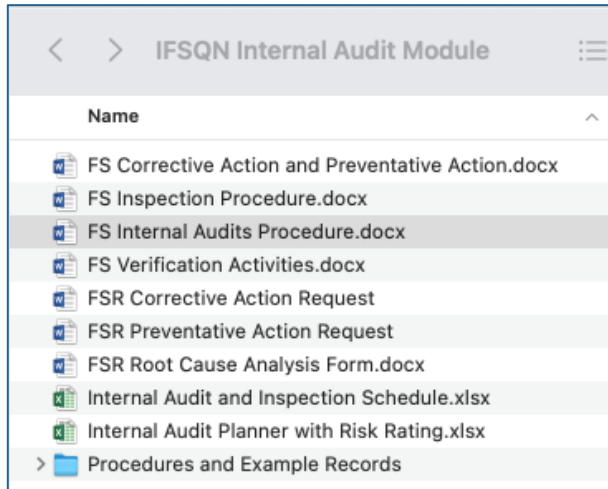 IFSQN Internal Audit Module
Name
FS Corrective Action and Preventative Action.docx
FS Inspection Procedure.docx
FS Internal Audits Procedure.docx
FS Verification Activities.docx
FSR Corrective Action Request
FSR Preventative Action Request
FSR Root Cause Analysis Form.docx
Internal Audit and Inspection Schedule.xlsx
Internal Audit Planner with Risk Rating.xlsx
Procedures and Example Records